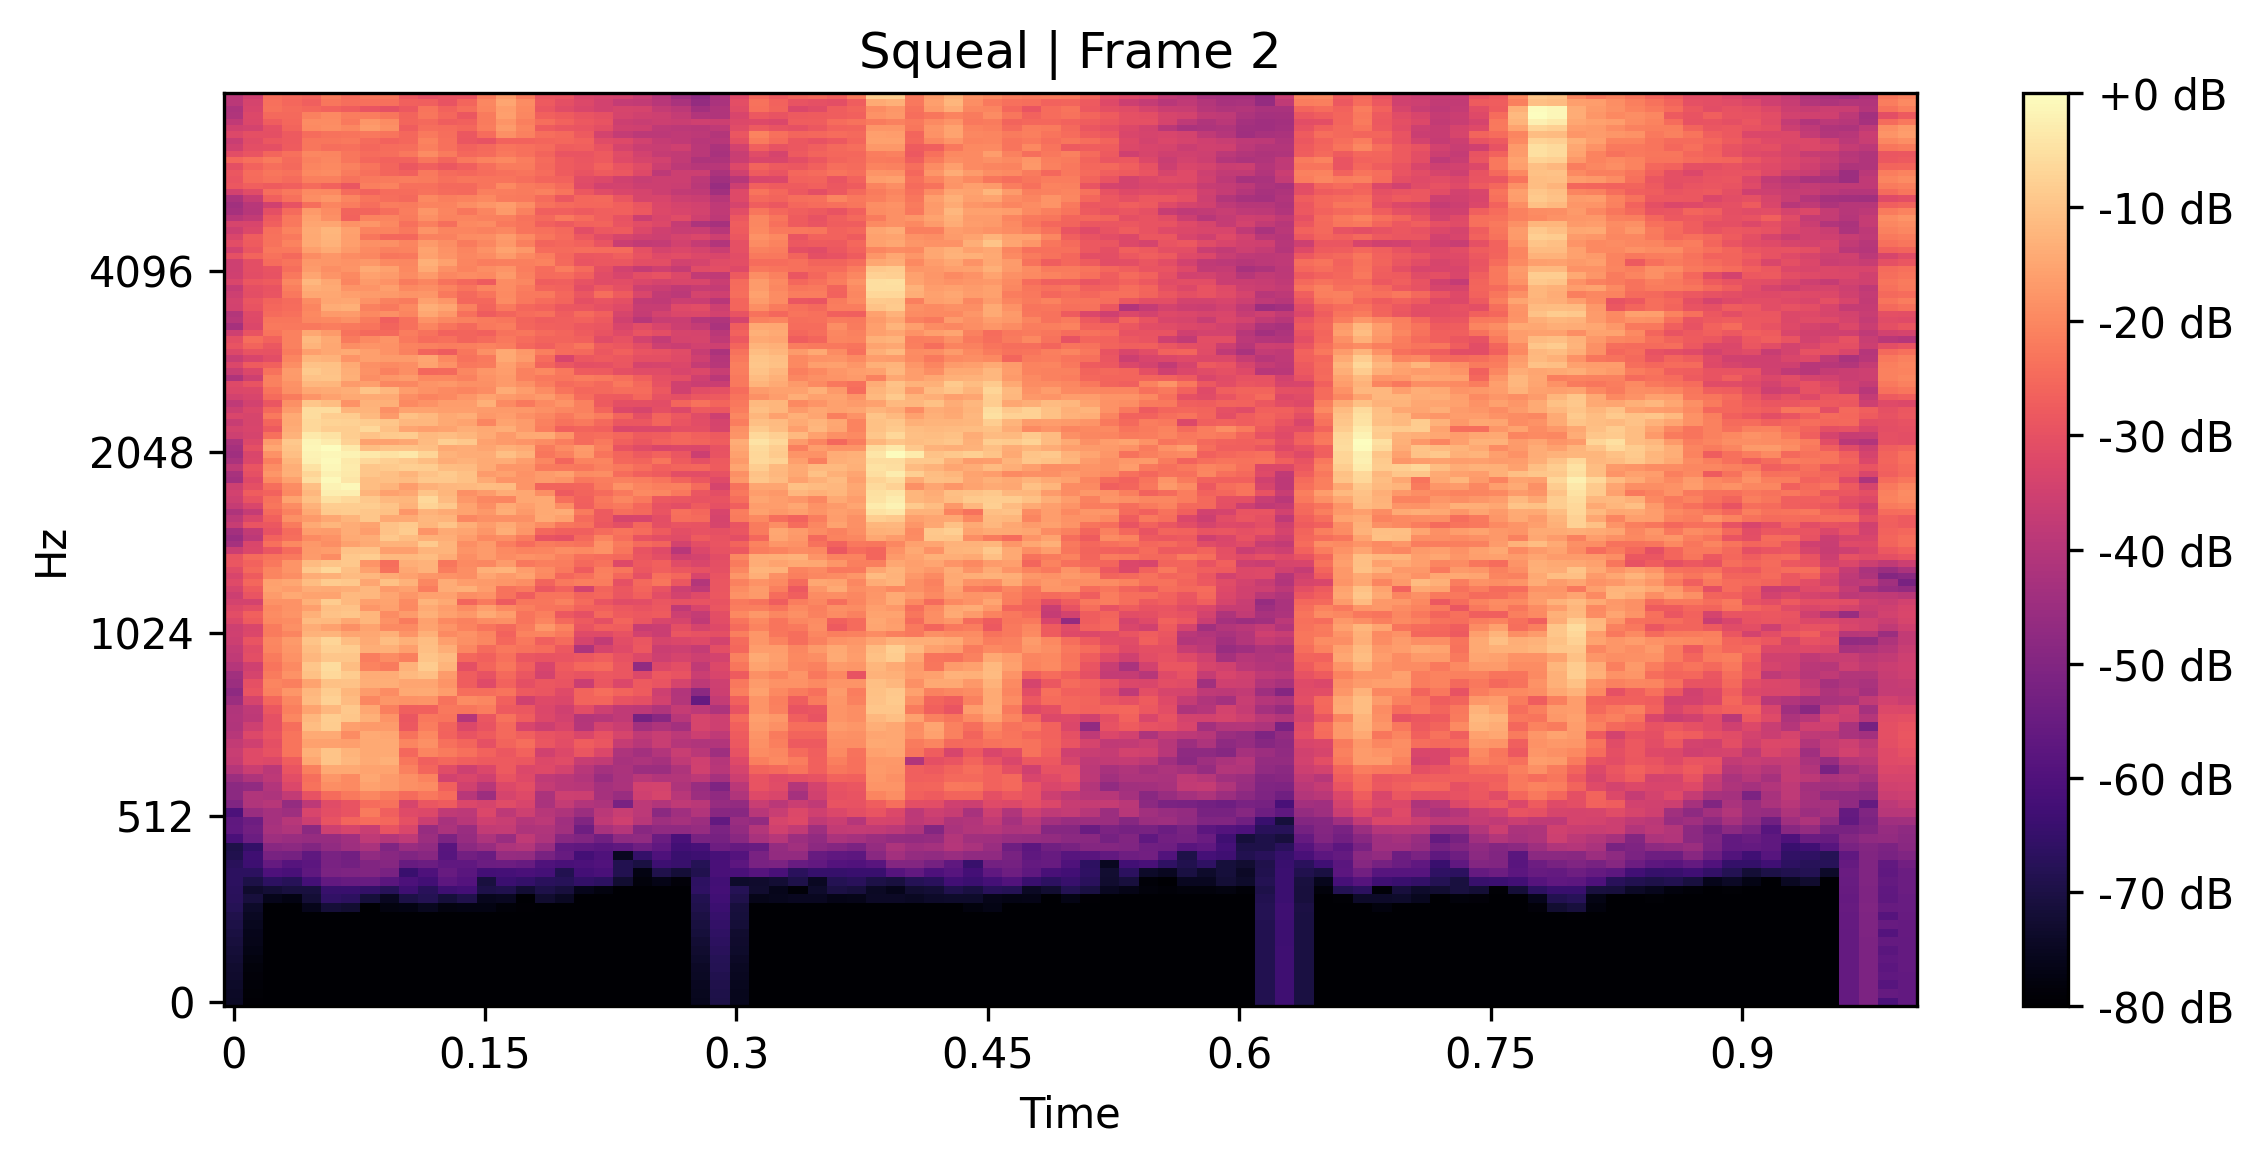 Squeal | Frame 2
Hz
4096
2048
1024
512
0
0 0.15 0.3 0.45 0.6 0.75 0.9
Time
+0 dB
-10 dB
-20 dB
-30 dB
-40 dB
-50 dB
-60 dB
-70 dB
-80 dB